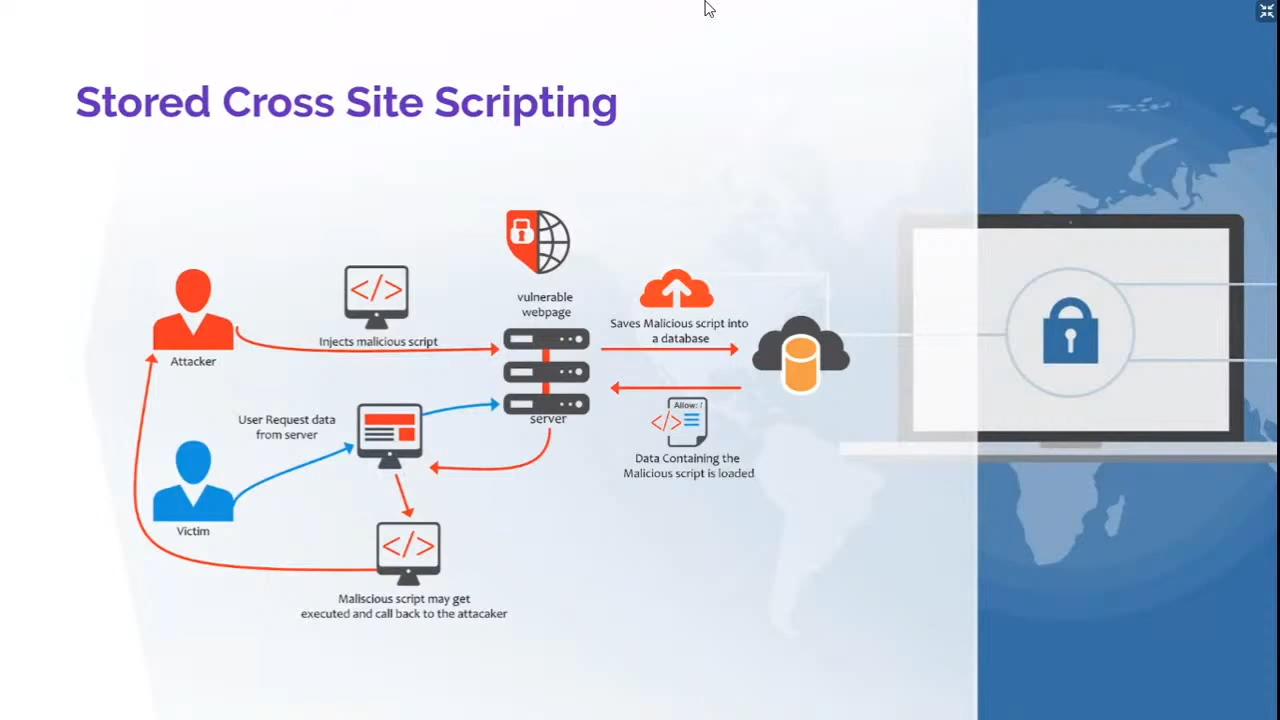 Stored Cross Site Scripting
vulnerable
webpage
Injects malicious script
Saves Malicious script into
a database
Attacker
</>
User Request data
from server
server
Allow: /
</>
Data Containing the
Malicious script is loaded
Victim
</>
Maliscious script may get
executed and call back to the attacaker